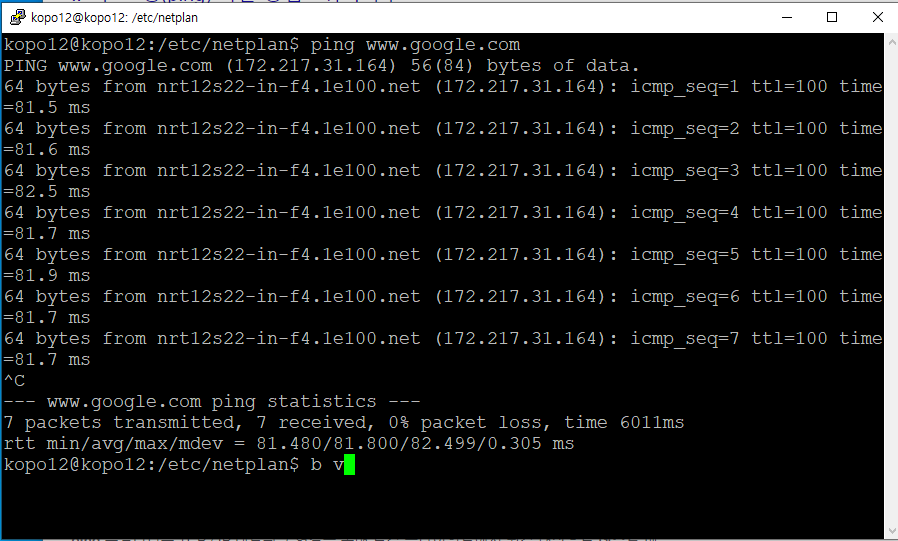 kopo12@kopo12: /etc/netplan
kopo12@kopo12:/etc/netplan$ ping www.google.com
PING www.google.com (172.217.31.164) 56(84) bytes of data.
64 bytes from nrt12s22-in-f4.1e100.net (172.217.31.164): icmp_seq=1 ttl=100 time
=81.5 ms
64 bytes from nrt12s22-in-f4.1e100.net (172.217.31.164): icmp_seq=2 ttl=100 time
=81.6 ms
64 bytes from nrt12s22-in-f4.1e100.net (172.217.31.164): icmp_seq=3 ttl=100 time
=82.5 ms
64 bytes from nrt12s22-in-f4.1e100.net (172.217.31.164): icmp_seq=4 ttl=100 time
=81.7 ms
64 bytes from nrt12s22-in-f4.1e100.net (172.217.31.164): icmp_seq=5 ttl=100 time
=81.9 ms
64 bytes from nrt12s22-in-f4.1e100.net (172.217.31.164): icmp_seq=6 ttl=100 time
=81.7 ms
64 bytes from nrt12s22-in-f4.1e100.net (172.217.31.164): icmp_seq=7 ttl=100 time
=81.7 ms
^C
--- www.google.com ping statistics ---
7 packets transmitted, 7 received, 0% packet loss, time 6011ms
rtt min/avg/max/mdev = 81.480/81.800/82.499/0.305 ms
kopo12@kopo12:/etc/netplan$ b v